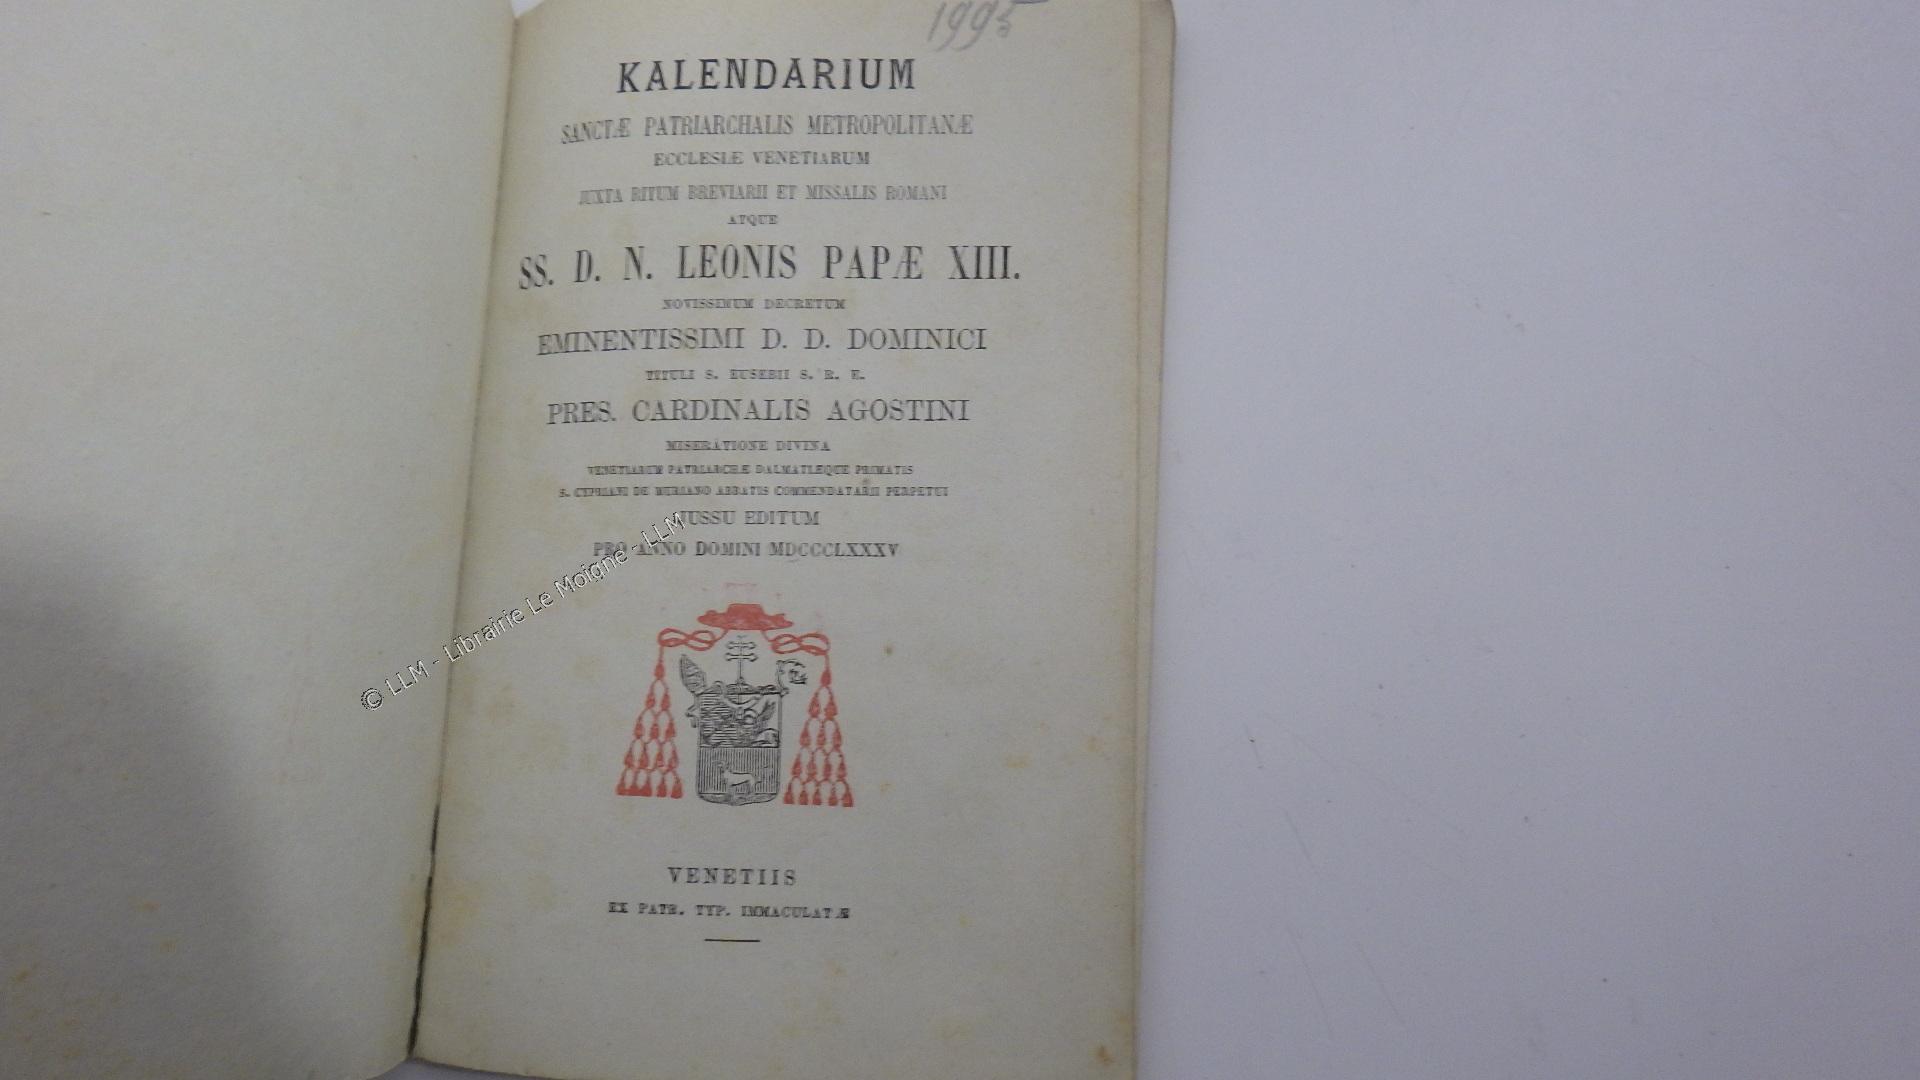 1995
KALENDARIUM
SANCTÆ PATRIARCHALIS METROPOLITANÆ
ECCLESIÆ VENETIARUM
JUXTA RITUM BREVIARII ET MISSALIS ROMANI
ATQUE
SS. D. N. LEONIS PAPÆ XIII.
NOVISSIMUM DECRETUM
EMINENTISSIMI D. D. DOMINICI
TITULI S. EUSEBII S. R. E.
PRES. CARDINALIS AGOSTINI
MISERATIONE DIVINA
VENETIARUM PATRIARCHÆ DALMATIÆQUE PRIMATIS
S. CYPRIANI DE MURIANO ABBATIS COMMENDATARII PERPETUI
JUSSU EDITUM
PRO ANNO DOMINI MDCCCLXXXV
VENETIIS
EX PATR. TYP. IMMACULATÆ
© LLM - Librairie Le Moigne - LLM